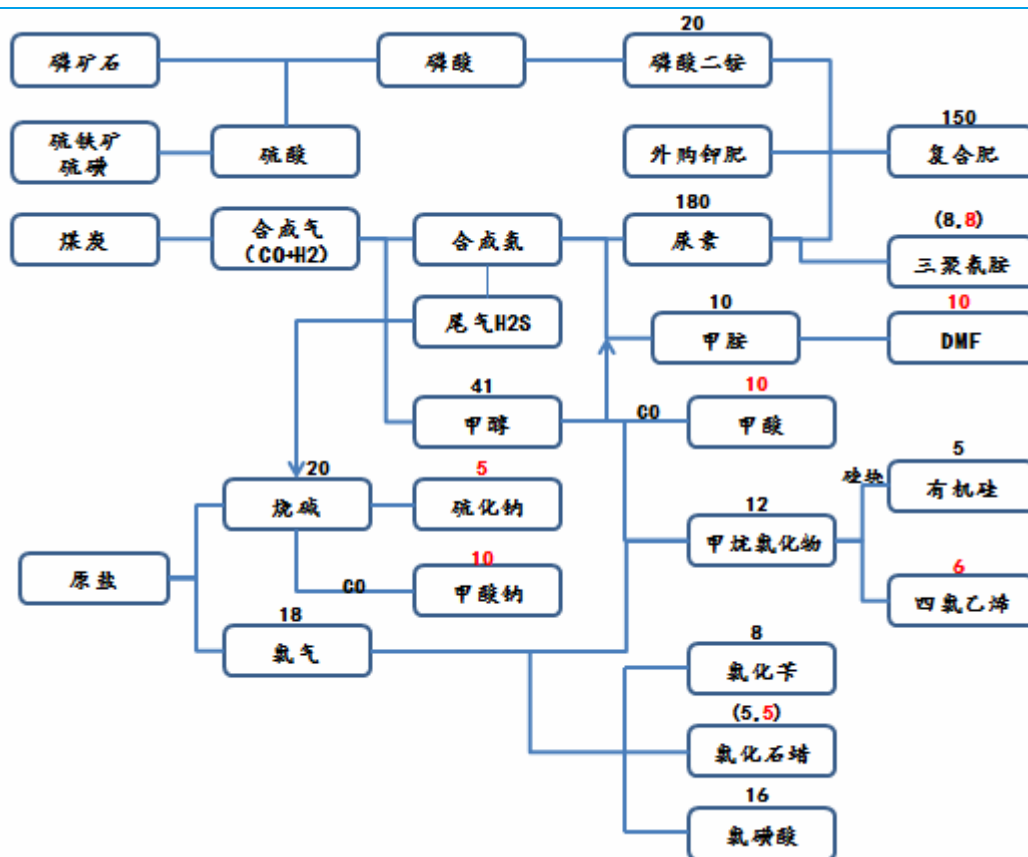 20
磷矿石
磷酸
磷酸二铵
150
硫铁矿
硫磺
硫酸
外购钾肥
复合肥
180
(8,8)
煤炭
合成气
(CO+H2)
合成氨
尿素
三聚氰胺
10
10
尾气H2S
甲胺
DMF
41
10
甲醇
CO
甲酸
20
5
5
烧碱
硫化钠
硅块
有机硅
12
甲烷氯化物
原盐
10
6
CO
甲酸钠
四氯乙烯
18
氯气
8
氯化苄
(5,5)
氯化石蜡
16
氯磺酸